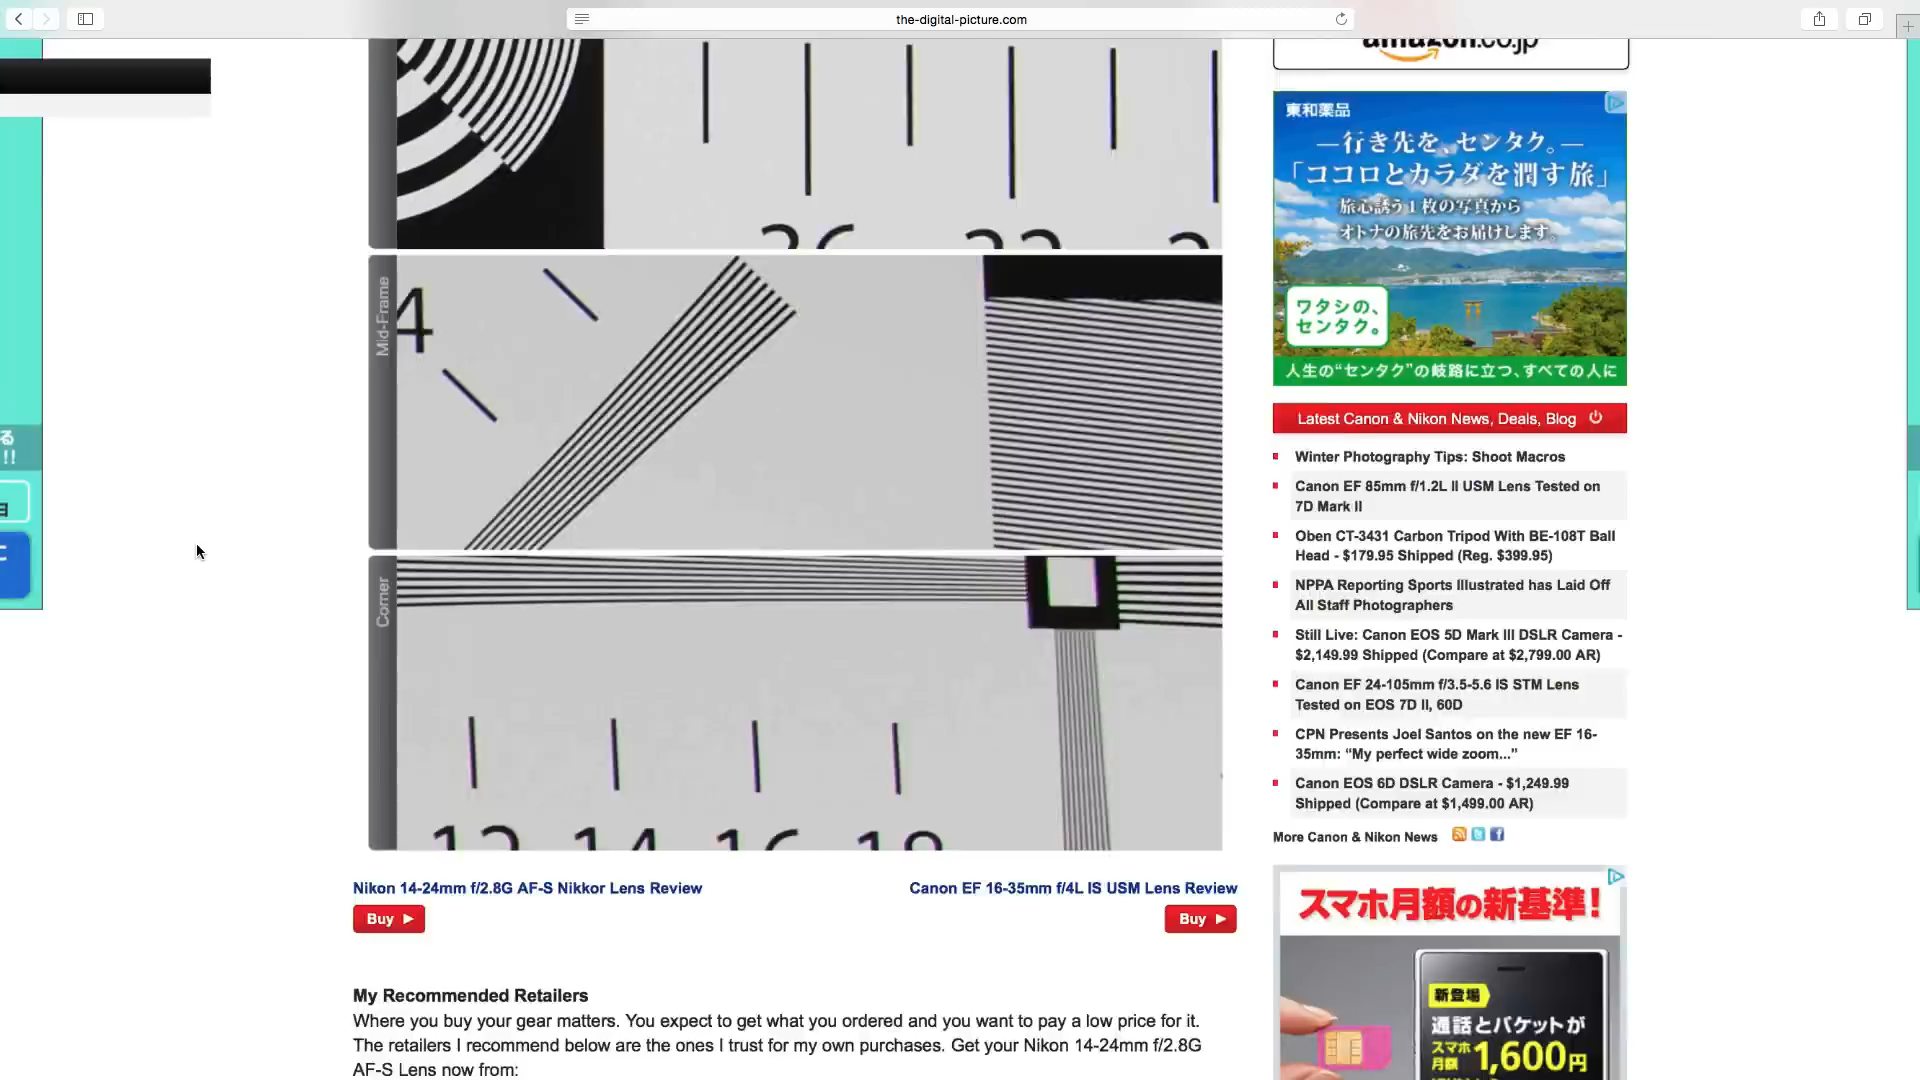 the-digital-picture.com
amazon.co.jp
26
Mid-Frame
4
Corner
12 14 16 18
Nikon 14-24mm f/2.8G AF-S Nikkor Lens Review
Canon EF 16-35mm f/4L IS USM Lens Review
Buy
Buy
My Recommended Retailers
Where you buy your gear matters. You expect to get what you ordered and you want to pay a low price for it.
The retailers I recommend below are the ones I trust for my own purchases. Get your Nikon 14-24mm f/2.8G
AF-S Lens now from:
東和薬品
―行き先を、センタク。―
「ココロとカラダを潤す旅」
旅心誘う1枚の写真から
オトナの旅先をお届けします。
ワタシの、
センタク。
人生の“センタク”の岐路に立つ、すべての人に
Latest Canon & Nikon News, Deals, Blog
Winter Photography Tips: Shoot Macros
Canon EF 85mm f/1.2L II USM Lens Tested on
7D Mark II
Oben CT-3431 Carbon Tripod With BE-108T Ball
Head - $179.95 Shipped (Reg. $399.95)
NPPA Reporting Sports Illustrated has Laid Off
All Staff Photographers
Still Live: Canon EOS 5D Mark III DSLR Camera -
$2,149.99 Shipped (Compare at $2,799.00 AR)
Canon EF 24-105mm f/3.5-5.6 IS STM Lens
Tested on EOS 7D II, 60D
CPN Presents Joel Santos on the new EF 16-
35mm: “My perfect wide zoom...”
Canon EOS 6D DSLR Camera - $1,249.99
Shipped (Compare at $1,499.00 AR)
More Canon & Nikon News
スマホ月額の新基準!
新登場
通話とパケットが
スマホ
月額 1,600円
る
!!